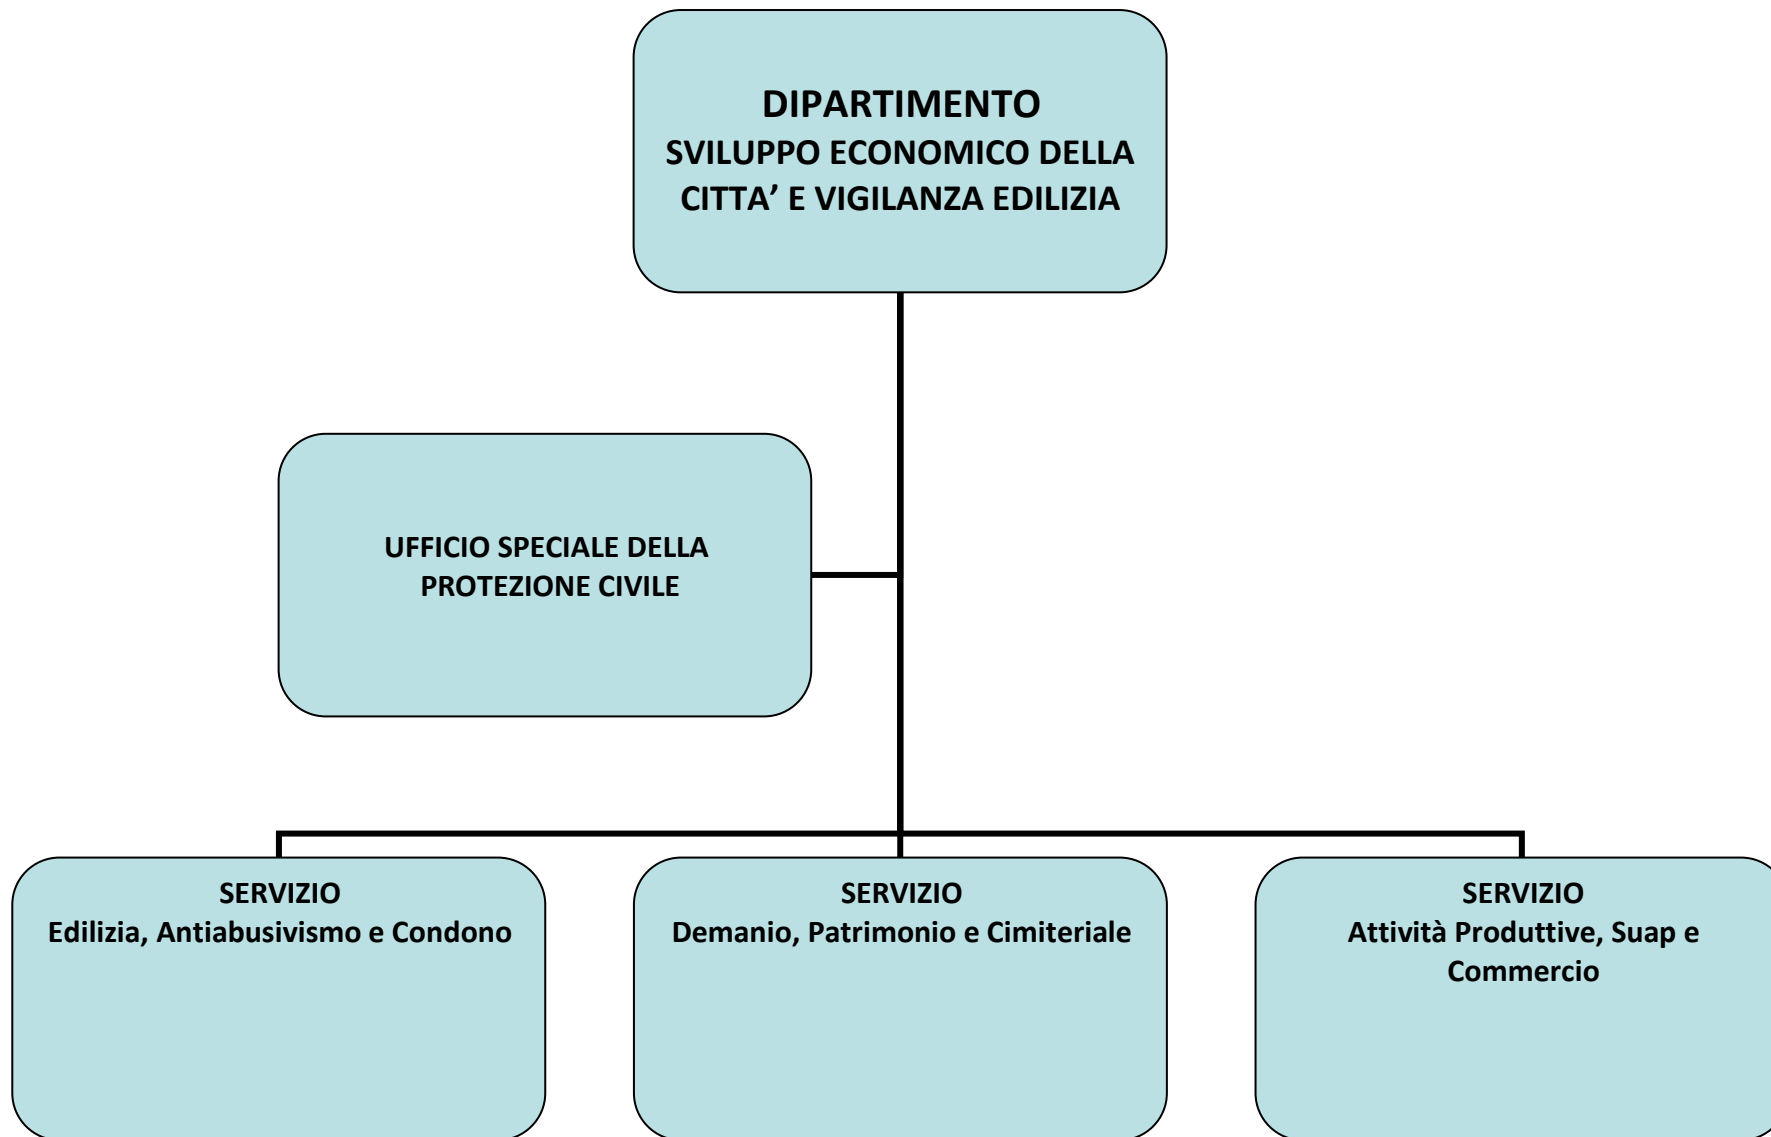 DIPARTIMENTO
SVILUPPO ECONOMICO DELLA
CITTA’ E VIGILANZA EDILIZIA
UFFICIO SPECIALE DELLA
PROTEZIONE CIVILE
SERVIZIO
Edilizia, Antiabusivismo e Condono
SERVIZIO
Demanio, Patrimonio e Cimiteriale
SERVIZIO
Attività Produttive, Suap e
Commercio